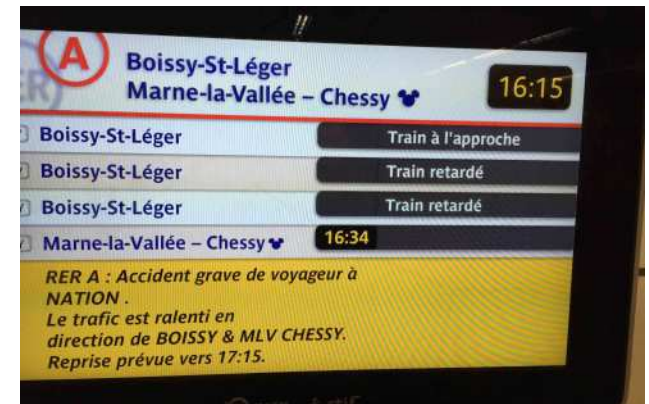 A
Boissy-St-Léger
Marne-la-Vallée – Chessy
16:15
Boissy-St-Léger Train à l'approche
Boissy-St-Léger Train retardé
Boissy-St-Léger Train retardé
Marne-la-Vallée – Chessy 16:34
RER A : Accident grave de voyageur à
NATION .
Le trafic est ralenti en
direction de BOISSY & MLV CHESSY.
Reprise prévue vers 17:15.